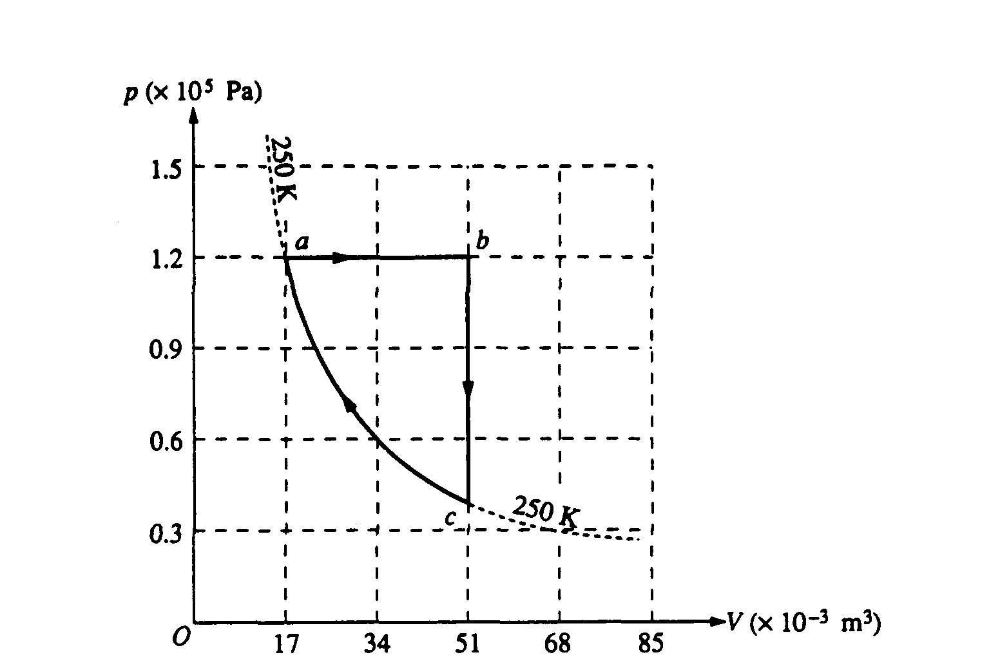 p (× 10⁵ Pa)
250 K
1.5
a
b
1.2
0.9
0.6
250 K
c
0.3
O
17
34
51
68
85
V (× 10⁻³ m³)